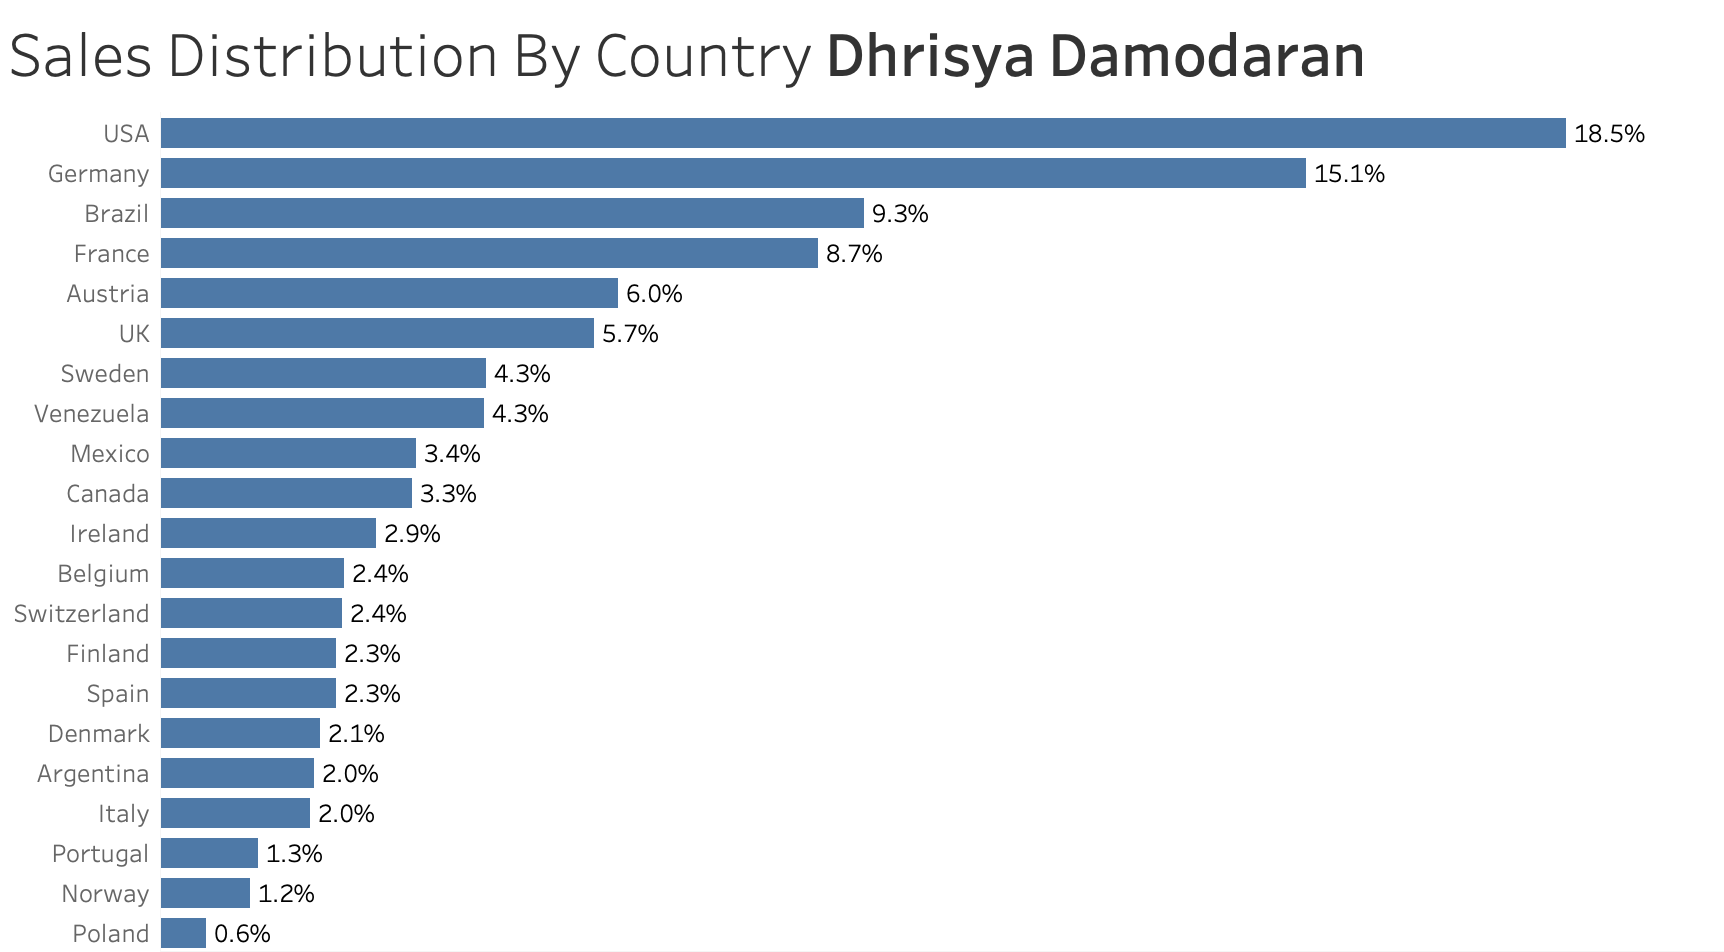 Sales Distribution By Country Dhrisya Damodaran
USA 18.5%
Germany 15.1%
Brazil 9.3%
France 8.7%
Austria 6.0%
UK 5.7%
Sweden 4.3%
Venezuela 4.3%
Mexico 3.4%
Canada 3.3%
Ireland 2.9%
Belgium 2.4%
Switzerland 2.4%
Finland 2.3%
Spain 2.3%
Denmark 2.1%
Argentina 2.0%
Italy 2.0%
Portugal 1.3%
Norway 1.2%
Poland 0.6%